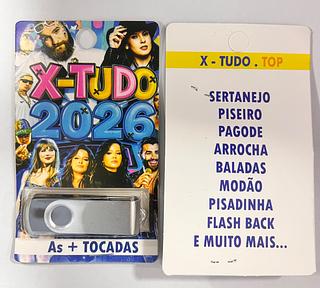 X-TUDO
2026
As + TOCADAS
X - TUDO . TOP
SERTANEJO
PISEIRO
PAGODE
ARROCHA
BALADAS
MODÃO
PISADINHA
FLASH BACK
E MUITO MAIS...